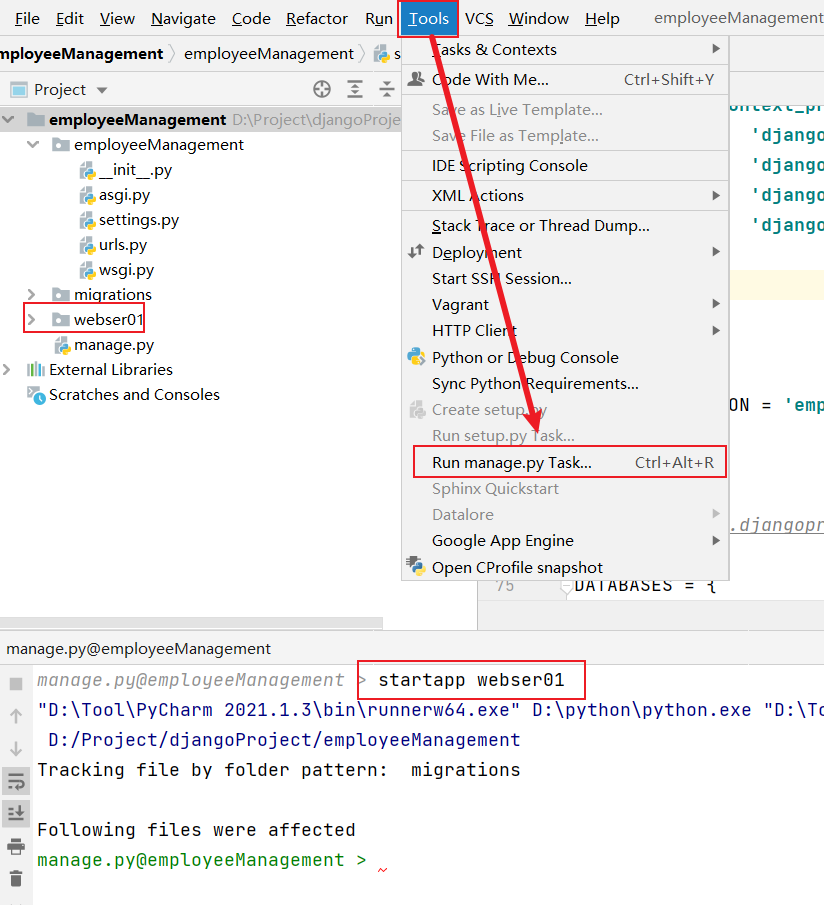 File Edit View Navigate Code Refactor Run Tools VCS Window Help employeeManagement
mployeeManagement employeeManagement s
Project
employeeManagement D:\Project\djangoProje
employeeManagement
__init__.py
asgi.py
settings.py
urls.py
wsgi.py
migrations
webser01
manage.py
External Libraries
Scratches and Consoles
Tasks & Contexts
Code With Me... Ctrl+Shift+Y
Save as Live Template...
Save File as Template...
IDE Scripting Console
XML Actions
Stack Trace or Thread Dump...
Deployment
Start SSH Session...
Vagrant
HTTP Client
Python or Debug Console
Sync Python Requirements...
Create setup.py
Run setup.py Task...
Run manage.py Task... Ctrl+Alt+R
Sphinx Quickstart
Datalore
Google App Engine
Open CProfile snapshot
ontext_pr
'django
'django
'django
'django
ON = 'emp
.djangopr
75 DATABASES = {
manage.py@employeeManagement
manage.py@employeeManagement > startapp webser01
"D:\Tool\PyCharm 2021.1.3\bin\runnerw64.exe" D:\python\python.exe "D:\To
D:/Project/djangoProject/employeeManagement
Tracking file by folder pattern: migrations
Following files were affected
manage.py@employeeManagement >